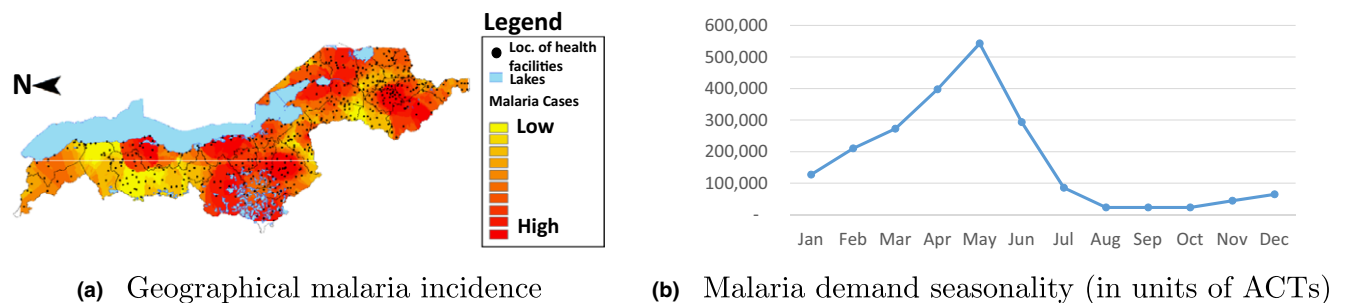 Legend
Loc. of health
facilities
Lakes
N
Malaria Cases
Low
High
(a) Geographical malaria incidence
600,000
500,000
400,000
300,000
200,000
100,000
-
Jan Feb Mar Apr May Jun Jul Aug Sep Oct Nov Dec
(b) Malaria demand seasonality (in units of ACTs)